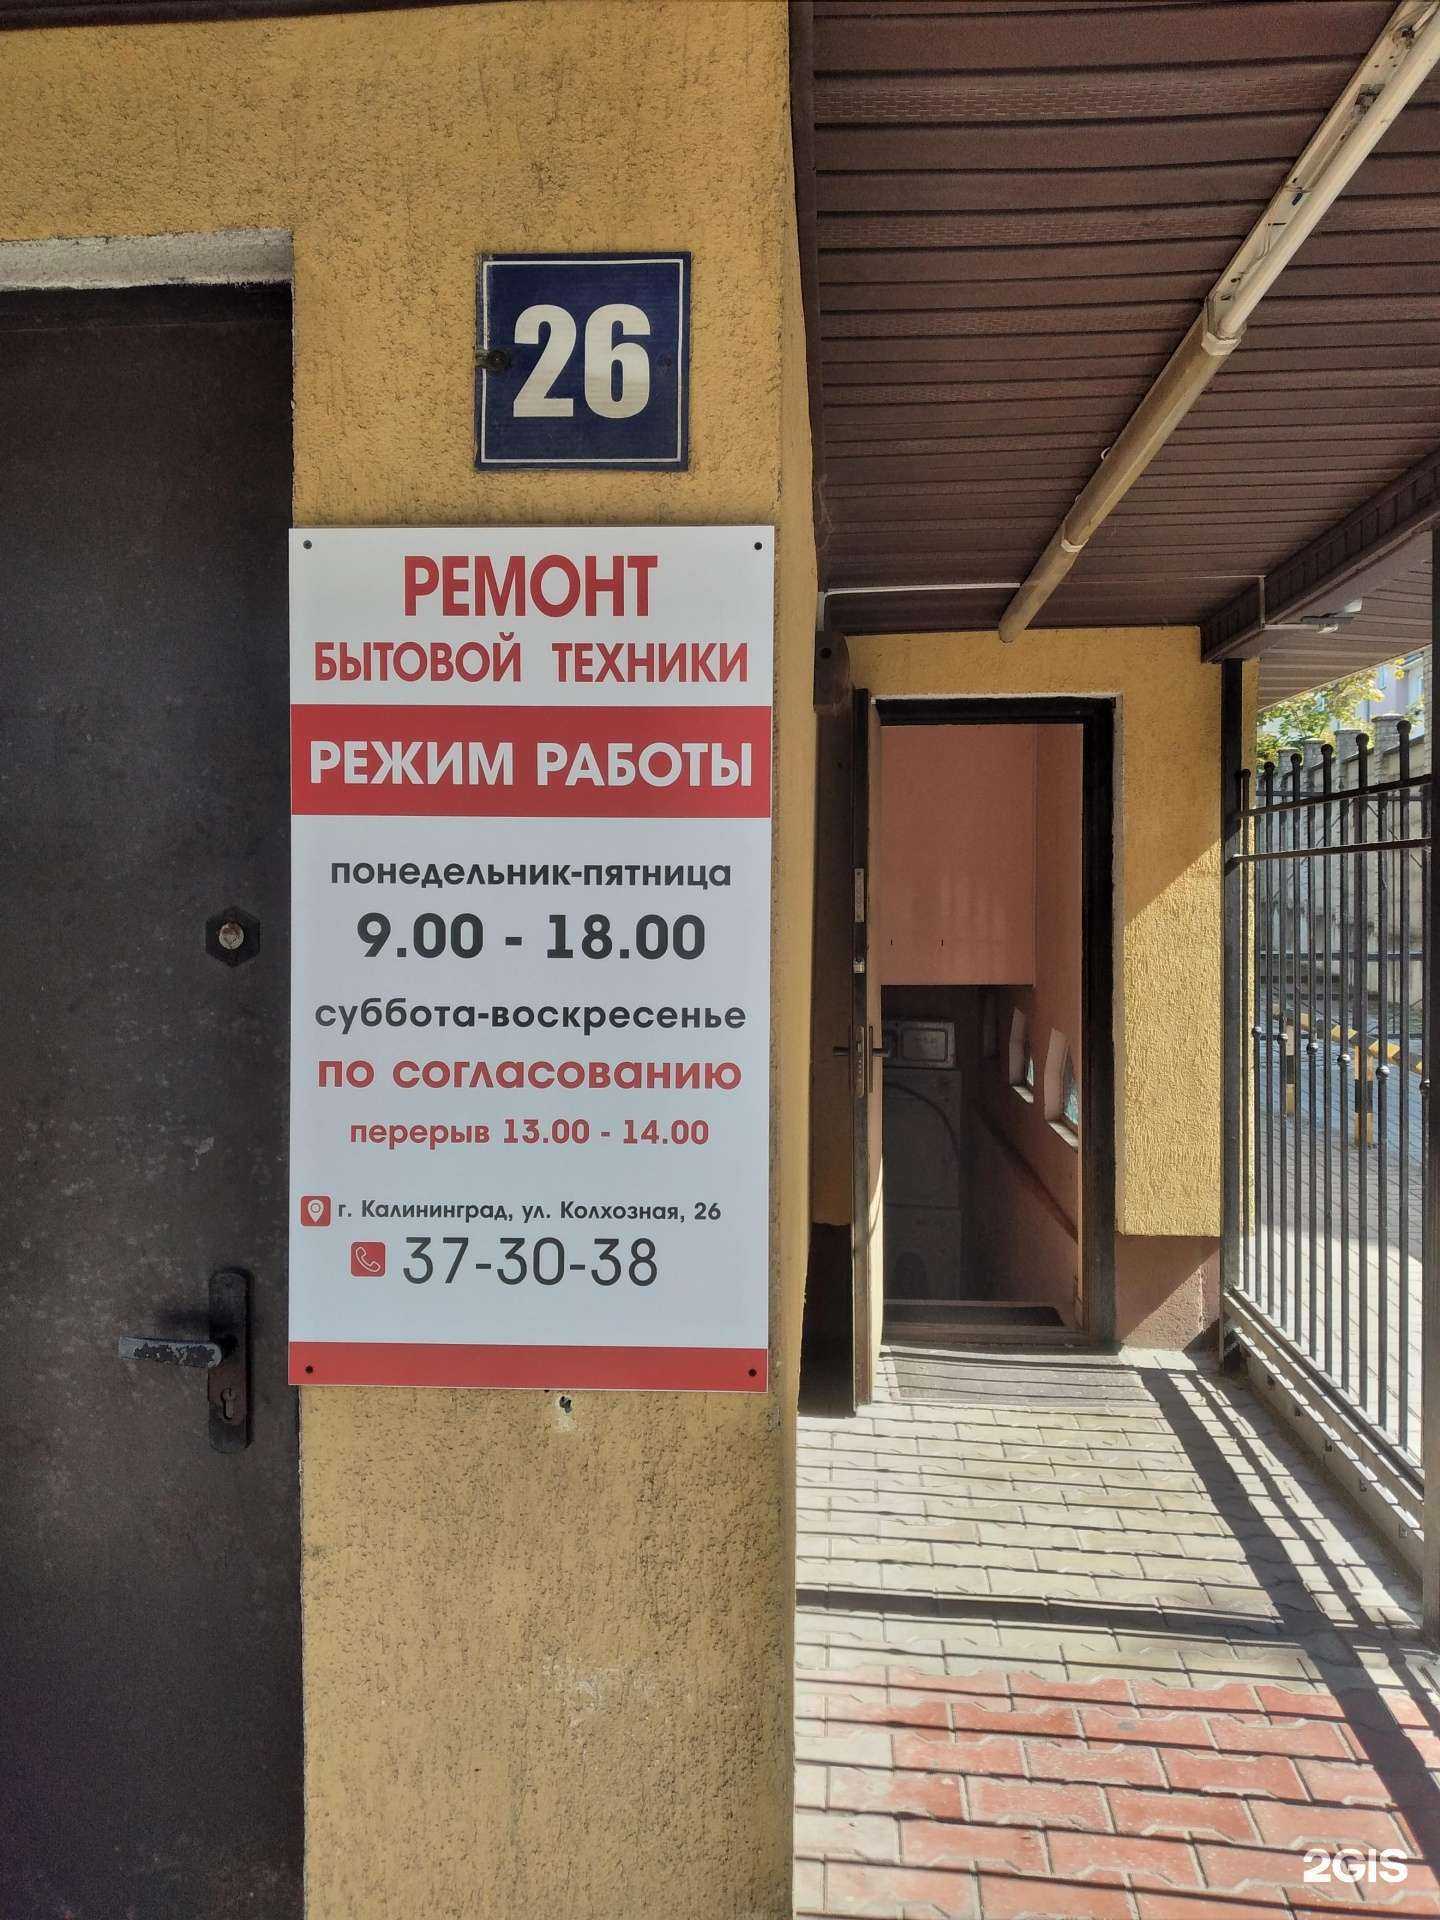 26
РЕМОНТ
БЫТОВОЙ ТЕХНИКИ
РЕЖИМ РАБОТЫ
понедельник-пятница
9.00 - 18.00
суббота-воскресенье
по согласованию
перерыв 13.00 - 14.00
г. Калининград, ул. Колхозная, 26
37-30-38
2GIS